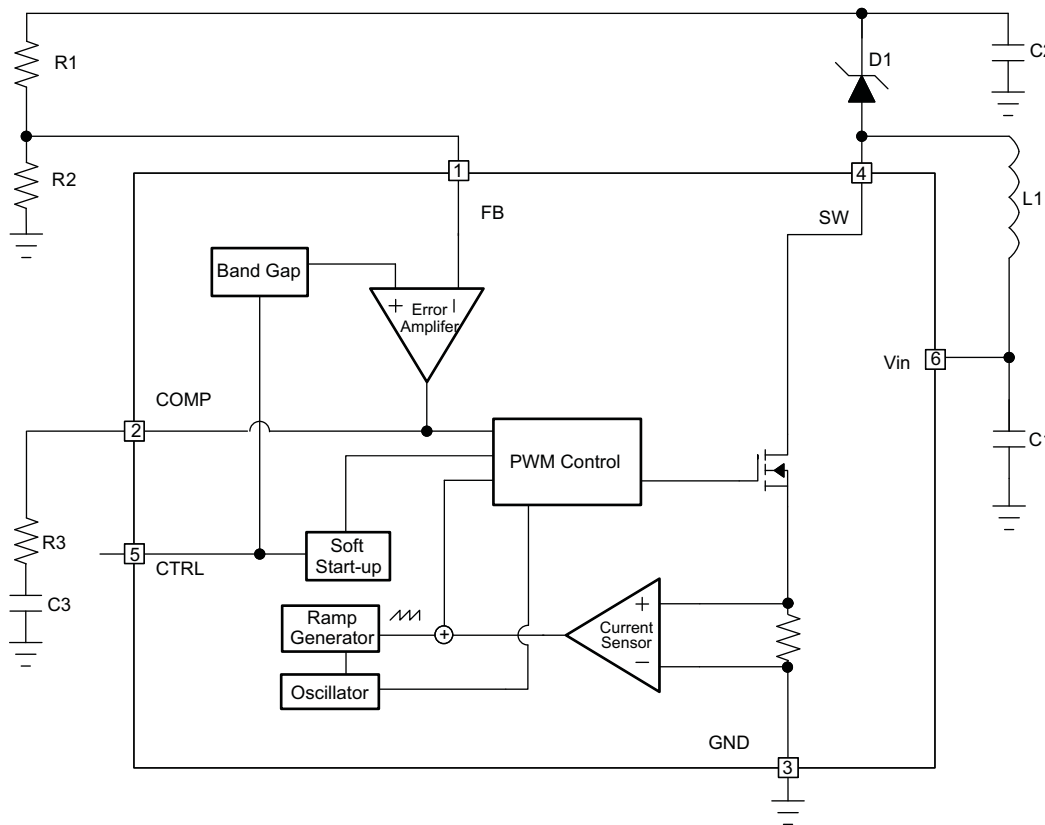 R1
D1
C2
R2
1
4
FB
SW
L1
Band Gap
+
Error
Amplifer
Vin
6
COMP
2
PWM Control
C1
R3
5
CTRL
Soft
Start-up
C3
Ramp
Generator
+
+
Current
Sensor
−
Oscillator
GND
3